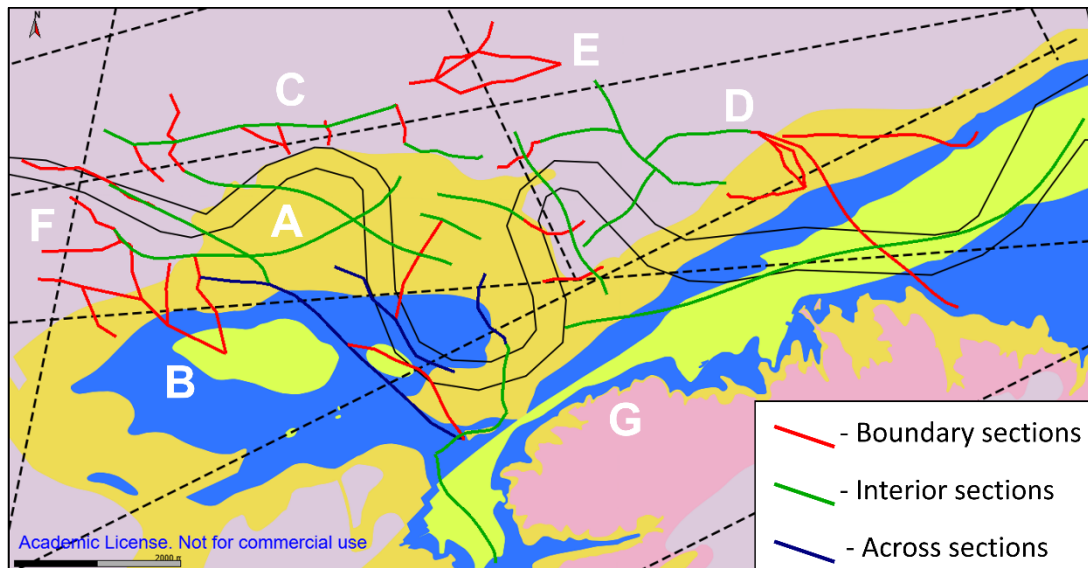 E
C
D
A
F
B
G
- Boundary sections
- Interior sections
- Across sections
Academic License. Not for commercial use